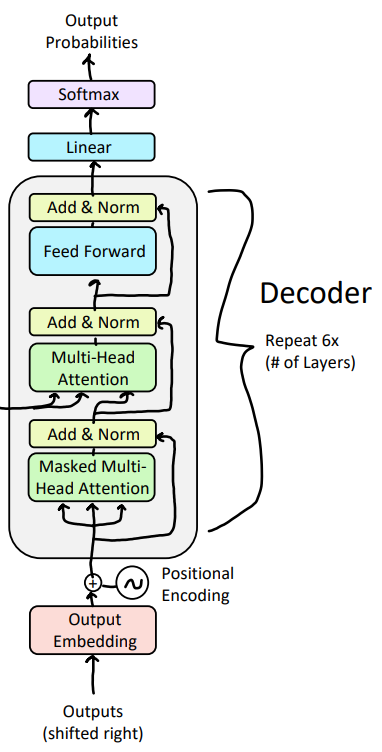 Output
Probabilities
Softmax
Linear
Add & Norm
Feed Forward
Add & Norm
Multi-Head
Attention
Add & Norm
Masked Multi-
Head Attention
Decoder
Repeat 6x
(# of Layers)
+
Positional
Encoding
Output
Embedding
Outputs
(shifted right)